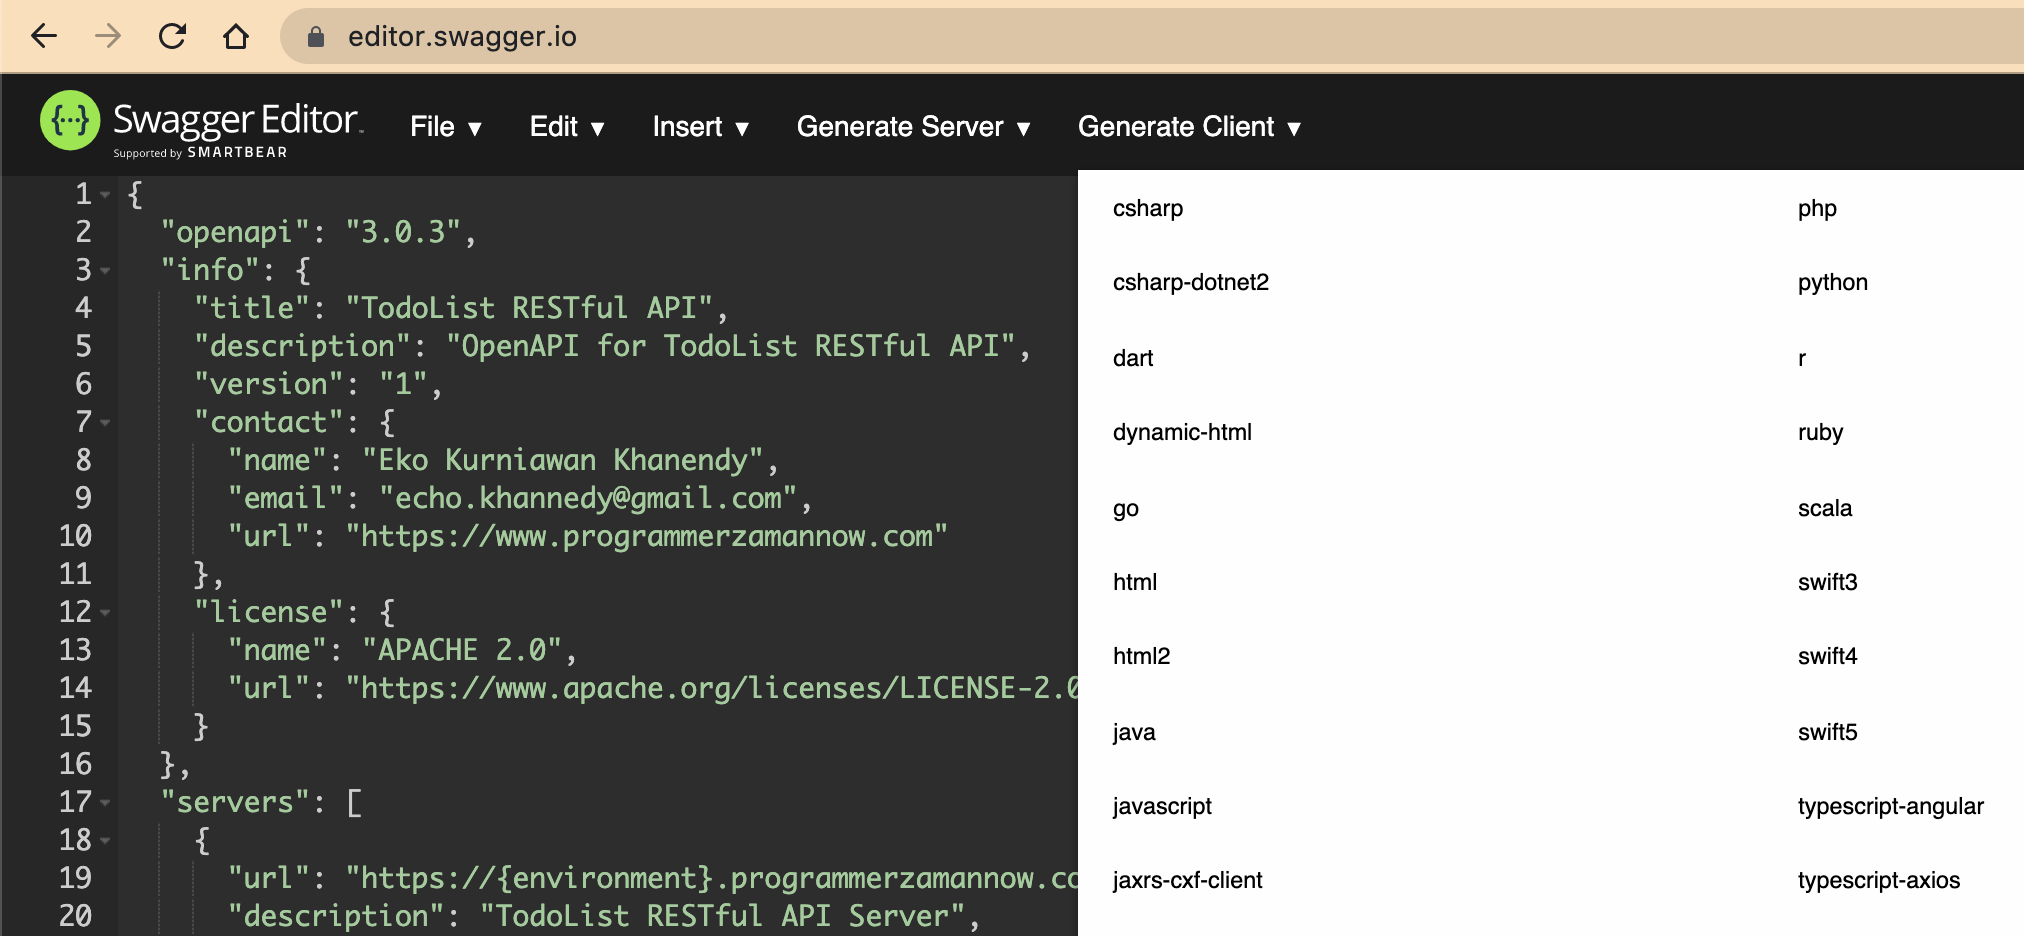 editor.swagger.io
Swagger Editor
Supported by SMARTBEAR
File ▾ Edit ▾ Insert ▾ Generate Server ▾ Generate Client ▾
1 {
2 "openapi": "3.0.3",
3 "info": {
4 "title": "TodoList RESTful API",
5 "description": "OpenAPI for TodoList RESTful API",
6 "version": "1",
7 "contact": {
8 "name": "Eko Kurniawan Khanendy",
9 "email": "echo.khannedy@gmail.com",
10 "url": "https://www.programmerzamannow.com"
11 },
12 "license": {
13 "name": "APACHE 2.0",
14 "url": "https://www.apache.org/licenses/LICENSE-2.0
15 }
16 },
17 "servers": [
18 {
19 "url": "https://{environment}.programmerzamannow.co
20 "description": "TodoList RESTful API Server",
csharp
csharp-dotnet2
dart
dynamic-html
go
html
html2
java
javascript
jaxrs-cxf-client
php
python
r
ruby
scala
swift3
swift4
swift5
typescript-angular
typescript-axios